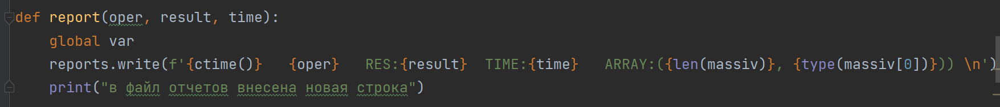 def report(oper, result, time):
    global var
    reports.write(f'{ctime()}   {oper}   RES:{result}  TIME:{time}   ARRAY:({len(massiv)}, {type(massiv[0])})) \n')
    print("в файл отчетов внесена новая строка")